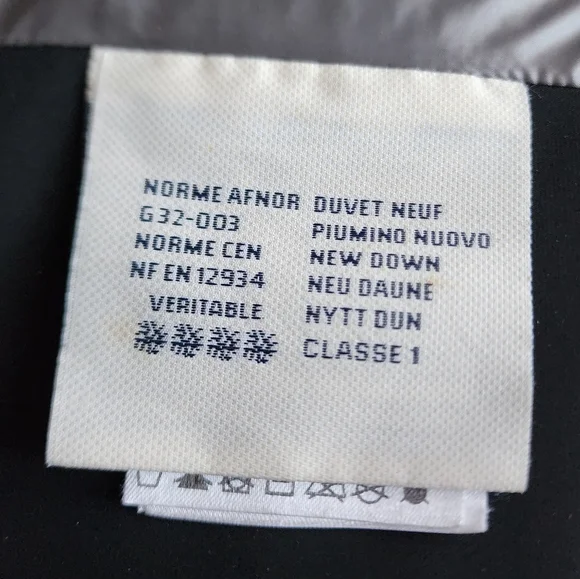 NORME AFNOR
G32-003
NORME CEN
NF EN 12934
VERITABLE
DUVET NEUF
PIUMINO NUOVO
NEW DOWN
NEU DAUNE
NYTT DUN
CLASSE 1